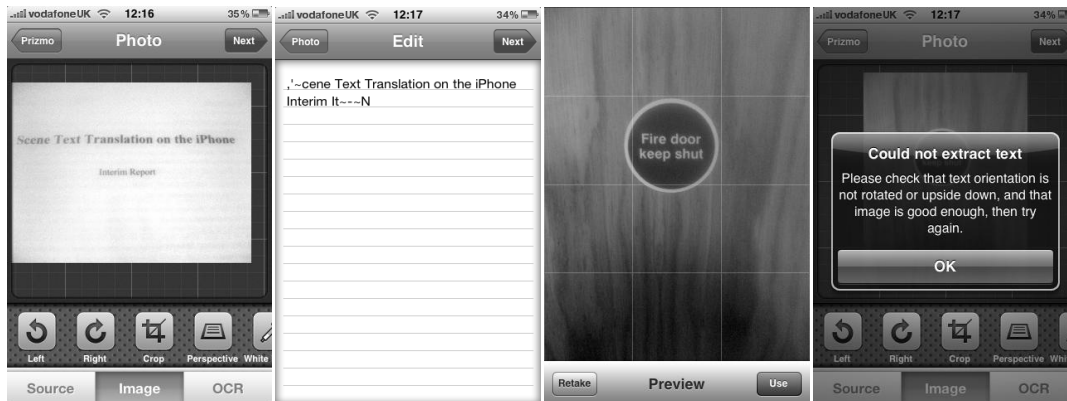 vodafoneUK 12:16 35%
Prizmo Photo Next
Scene Text Translation on the iPhone
Interim Report
Left Right Crop Perspective White
Source Image OCR
vodafoneUK 12:17 34%
Photo Edit Next
,'~cene Text Translation on the iPhone
Interim It~-~N
Fire door
keep shut
Retake Preview Use
vodafoneUK 12:17 34%
Prizmo Photo Next
Could not extract text
Please check that text orientation is
not rotated or upside down, and that
image is good enough, then try
again.
OK
Left Right Crop Perspective Whi
Source Image OCR